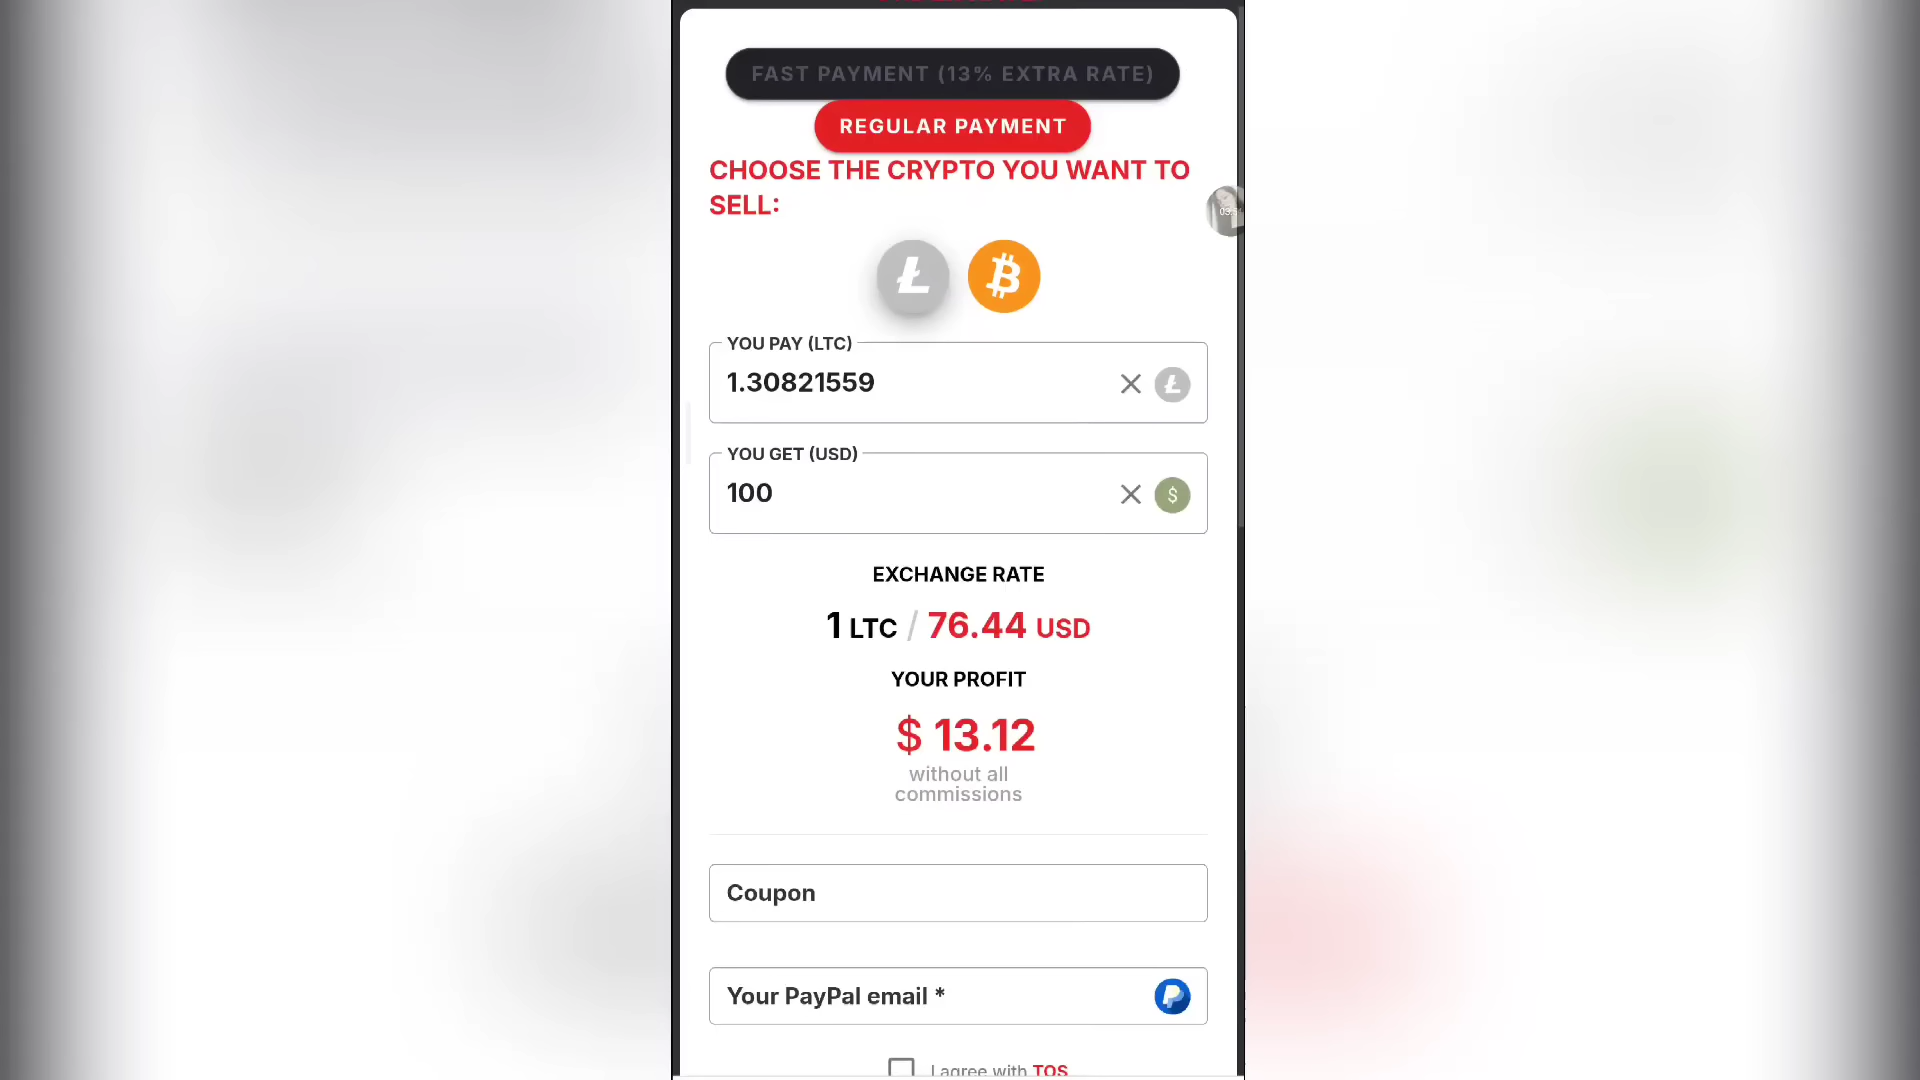 FAST PAYMENT (13% EXTRA RATE)
REGULAR PAYMENT
CHOOSE THE CRYPTO YOU WANT TO
SELL:
YOU PAY (LTC)
1.30821559
YOU GET (USD)
100
$
EXCHANGE RATE
1 LTC / 76.44 USD
YOUR PROFIT
$ 13.12
without all
commissions
Coupon
Your PayPal email *
I agree with TOS